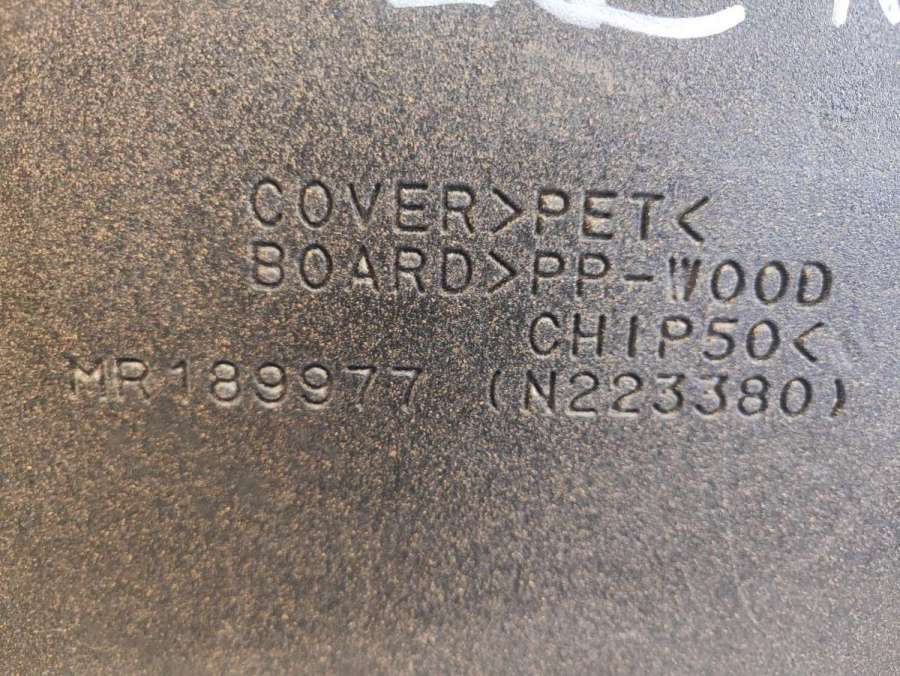 COVER>PET<
BOARD>PP-WOOD
CHIP50<
MR189977 (N223380)